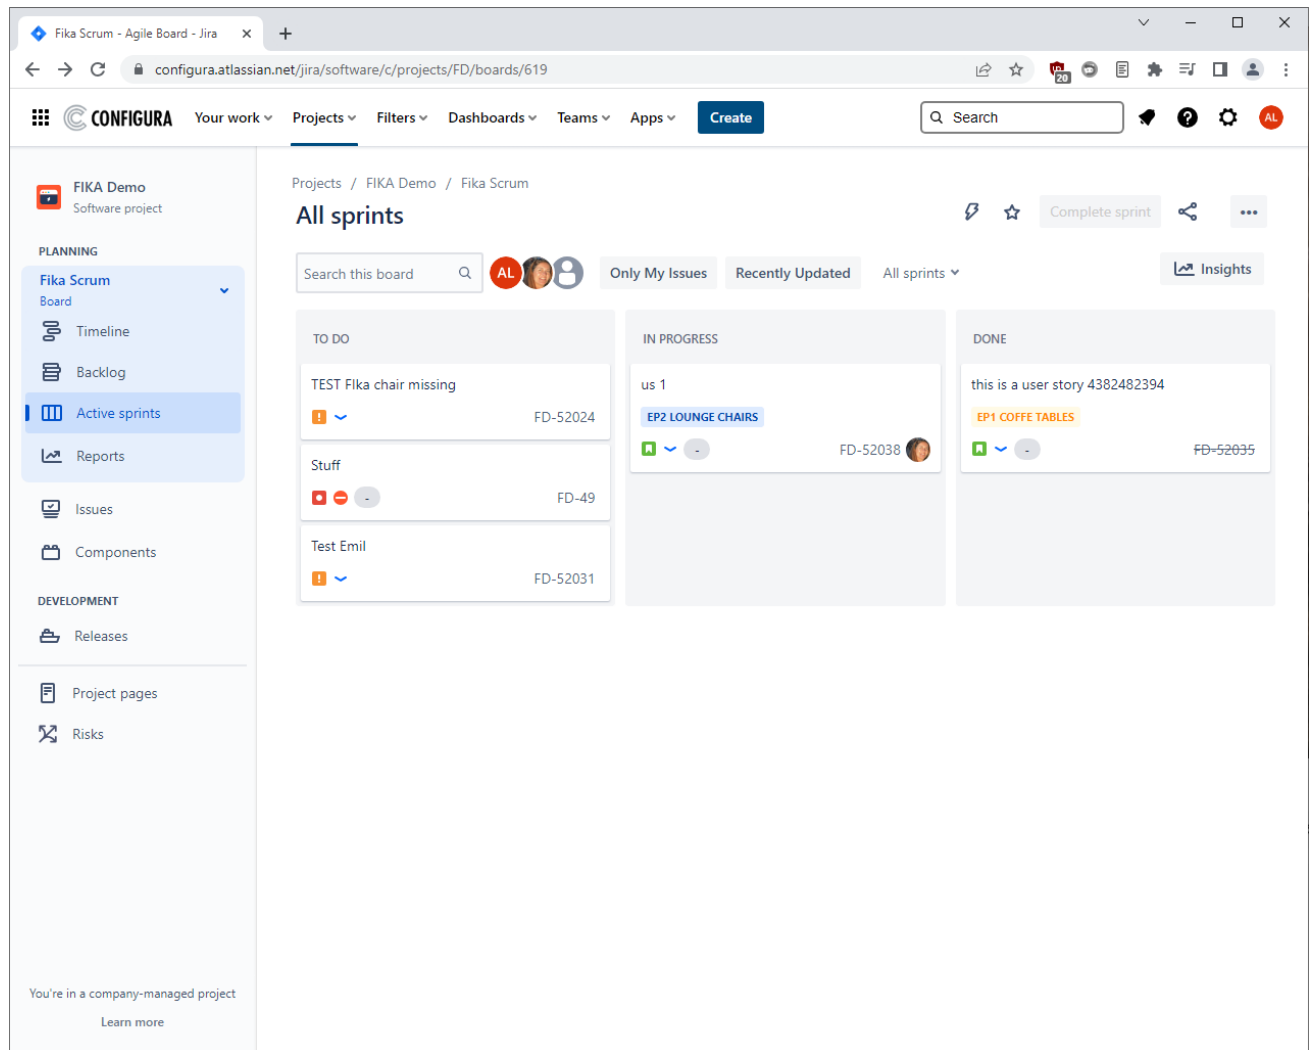 Fika Scrum - Agile Board - Jira
configura.atlassian.net/jira/software/c/projects/FD/boards/619
20
CONFIGURA Your work Projects Filters Dashboards Teams Apps Create Search AL
FIKA Demo
Software project
PLANNING
Fika Scrum
Board
Timeline
Backlog
Active sprints
Reports
Issues
Components
DEVELOPMENT
Releases
Project pages
Risks
You're in a company-managed project
Learn more
Projects / FIKA Demo / Fika Scrum
All sprints
Complete sprint
Search this board AL Only My Issues Recently Updated All sprints Insights
TO DO
TEST FIka chair missing
FD-52024
Stuff
- FD-49
Test Emil
FD-52031
IN PROGRESS
us 1
EP2 LOUNGE CHAIRS
- FD-52038
DONE
this is a user story 4382482394
EP1 COFFE TABLES
- FD-52035